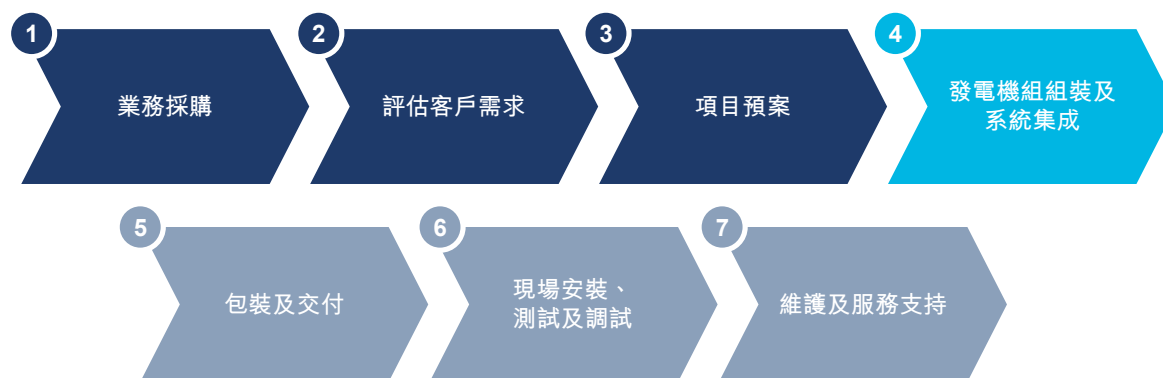 1
業務採購
2
評估客戶需求
3
項目預案
4
發電機組組裝及
系統集成
5
包裝及交付
6
現場安裝、
測試及調試
7
維護及服務支持